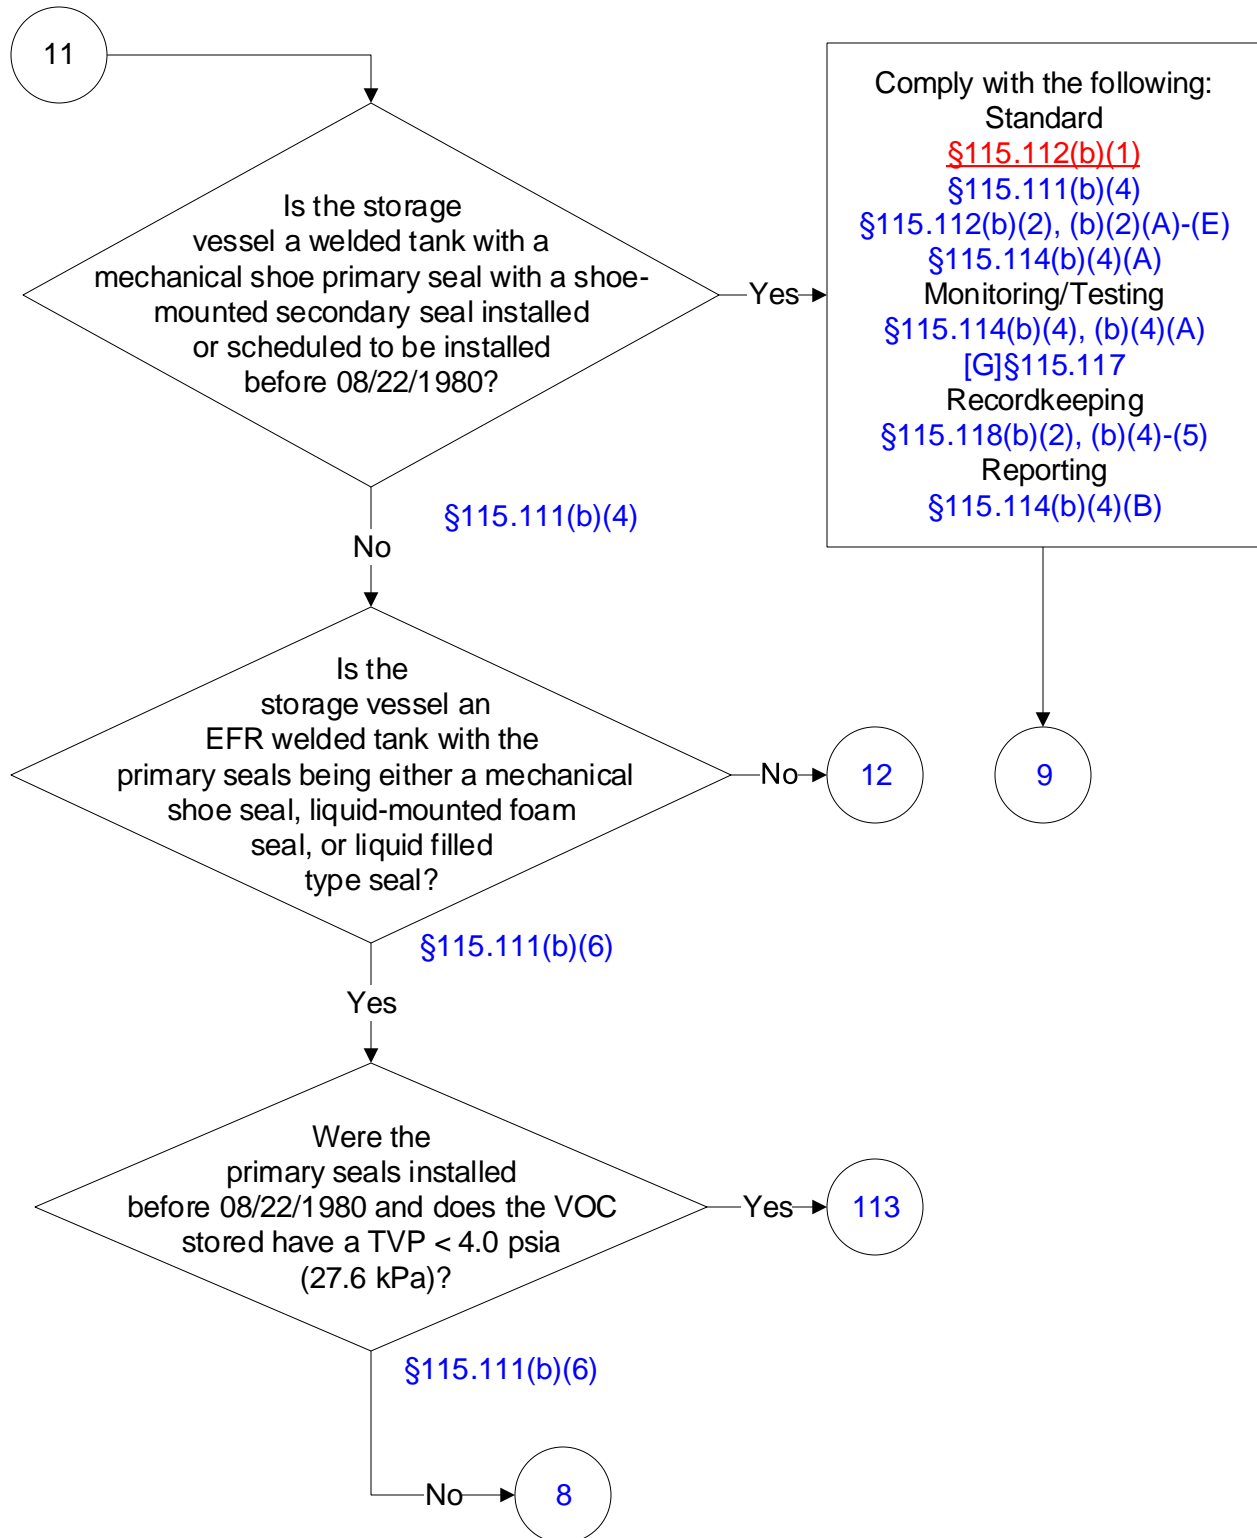 11
Is the storage
vessel a welded tank with a
mechanical shoe primary seal with a shoe-
mounted secondary seal installed
or scheduled to be installed
before 08/22/1980?
Yes
Comply with the following:
Standard
§115.112(b)(1)
§115.111(b)(4)
§115.112(b)(2), (b)(2)(A)-(E)
§115.114(b)(4)(A)
Monitoring/Testing
§115.114(b)(4), (b)(4)(A)
[G]§115.117
Recordkeeping
§115.118(b)(2), (b)(4)-(5)
Reporting
§115.114(b)(4)(B)
§115.111(b)(4)
No
Is the
storage vessel an
EFR welded tank with the
primary seals being either a mechanical
shoe seal, liquid-mounted foam
seal, or liquid filled
type seal?
No
12
9
§115.111(b)(6)
Yes
Were the
primary seals installed
before 08/22/1980 and does the VOC
stored have a TVP < 4.0 psia
(27.6 kPa)?
Yes
113
§115.111(b)(6)
No
8